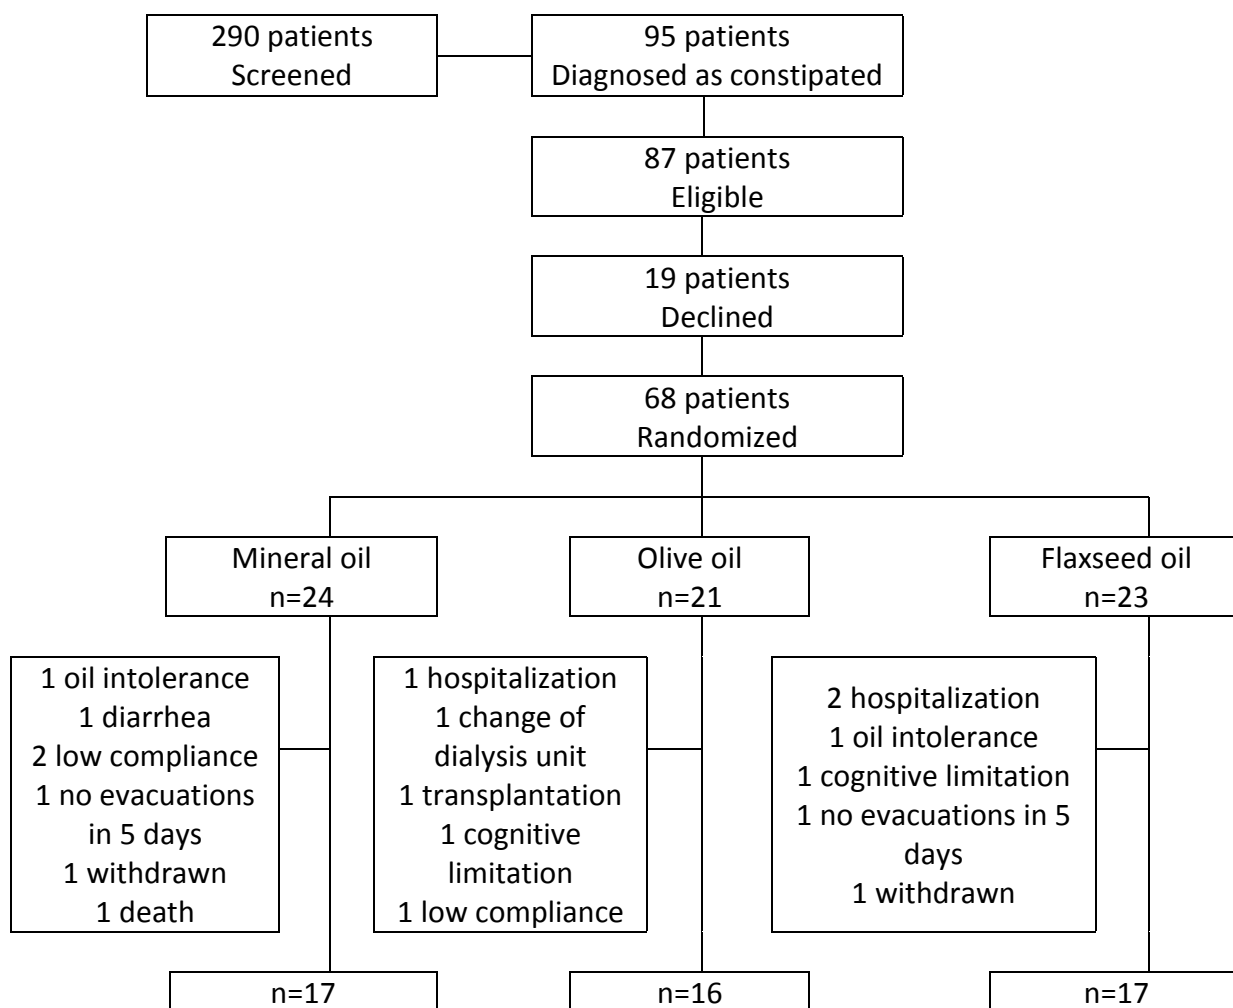 290 patients
Screened
95 patients
Diagnosed as constipated
87 patients
Eligible
19 patients
Declined
68 patients
Randomized
Mineral oil
n=24
Olive oil
n=21
Flaxseed oil
n=23
1 oil intolerance
1 diarrhea
2 low compliance
1 no evacuations
in 5 days
1 withdrawn
1 death
1 hospitalization
1 change of
dialysis unit
1 transplantation
1 cognitive
limitation
1 low compliance
2 hospitalization
1 oil intolerance
1 cognitive limitation
1 no evacuations in 5
days
1 withdrawn
n=17
n=16
n=17